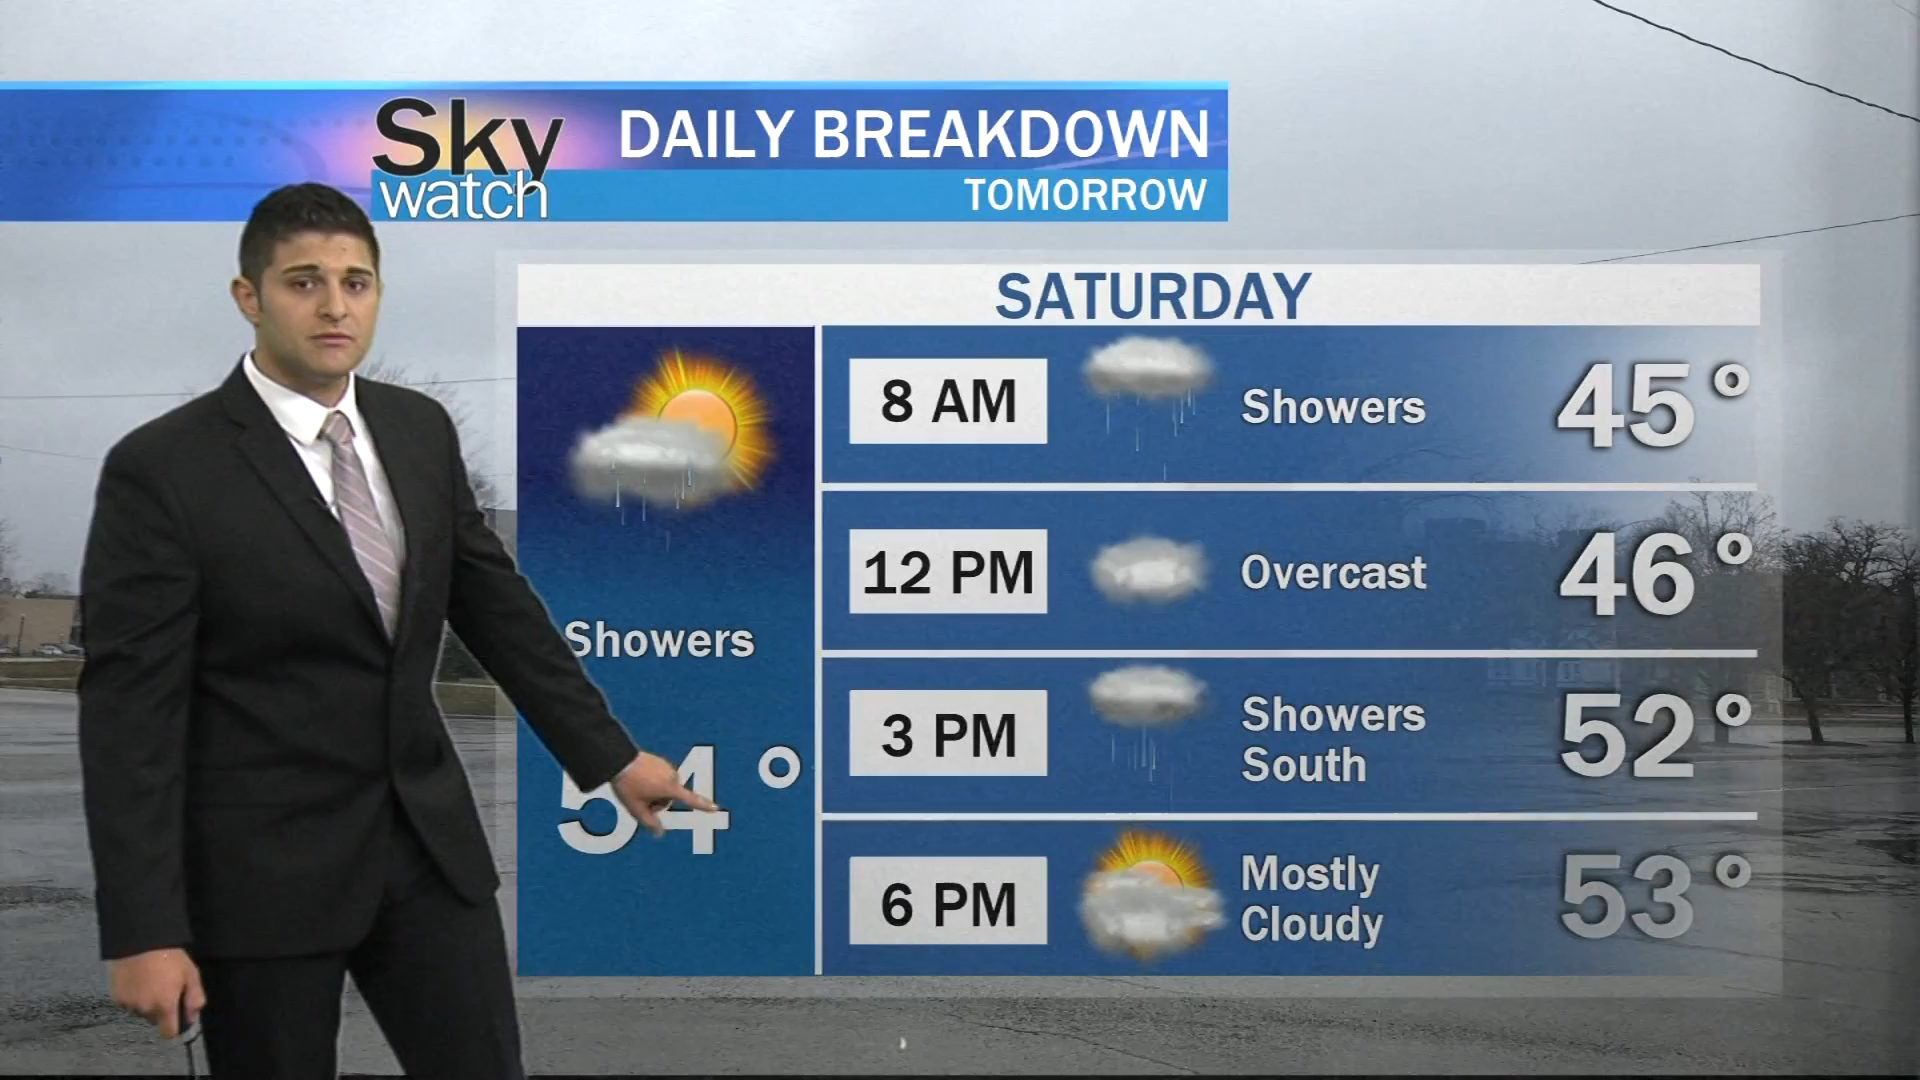 Sky
watch
DAILY BREAKDOWN
TOMORROW
SATURDAY
Showers
54°
8 AM
Showers
45°
12 PM
Overcast
46°
3 PM
Showers
South
52°
6 PM
Mostly
Cloudy
53°